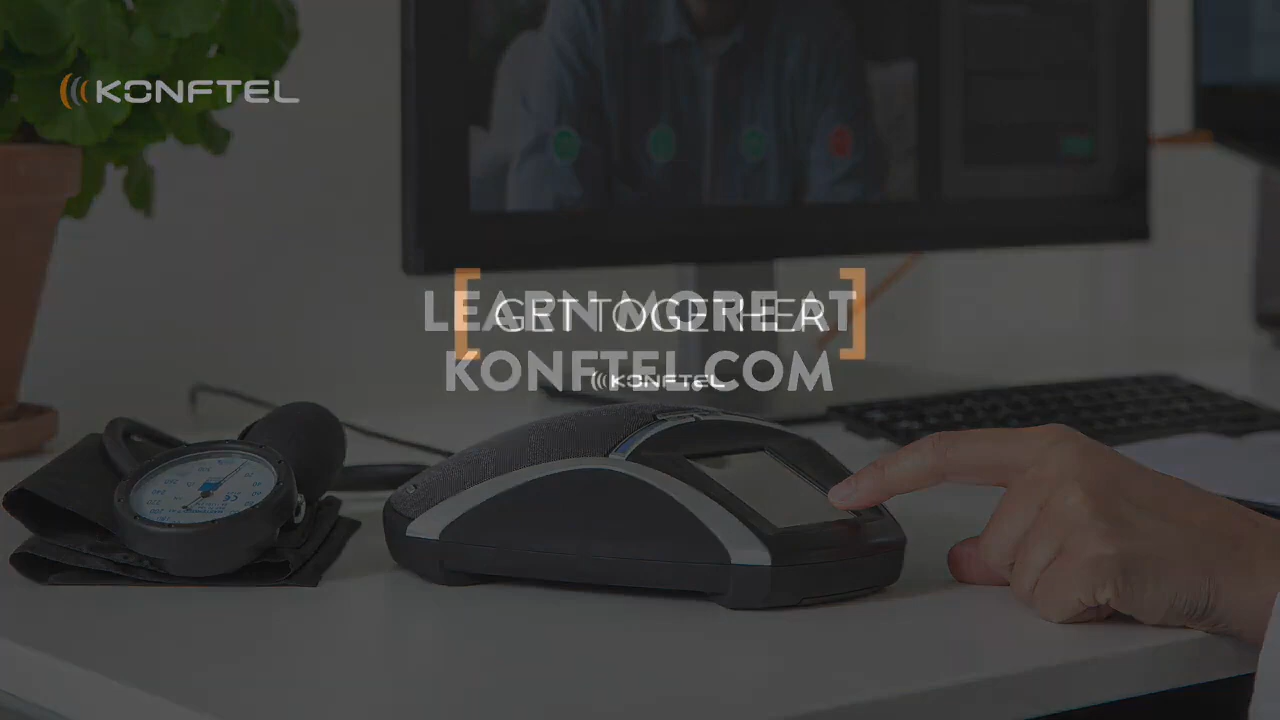 KONFTEL
LEARN MORE AT
[GET TOGETHER]
KONFTEL.COM
KONFTEL